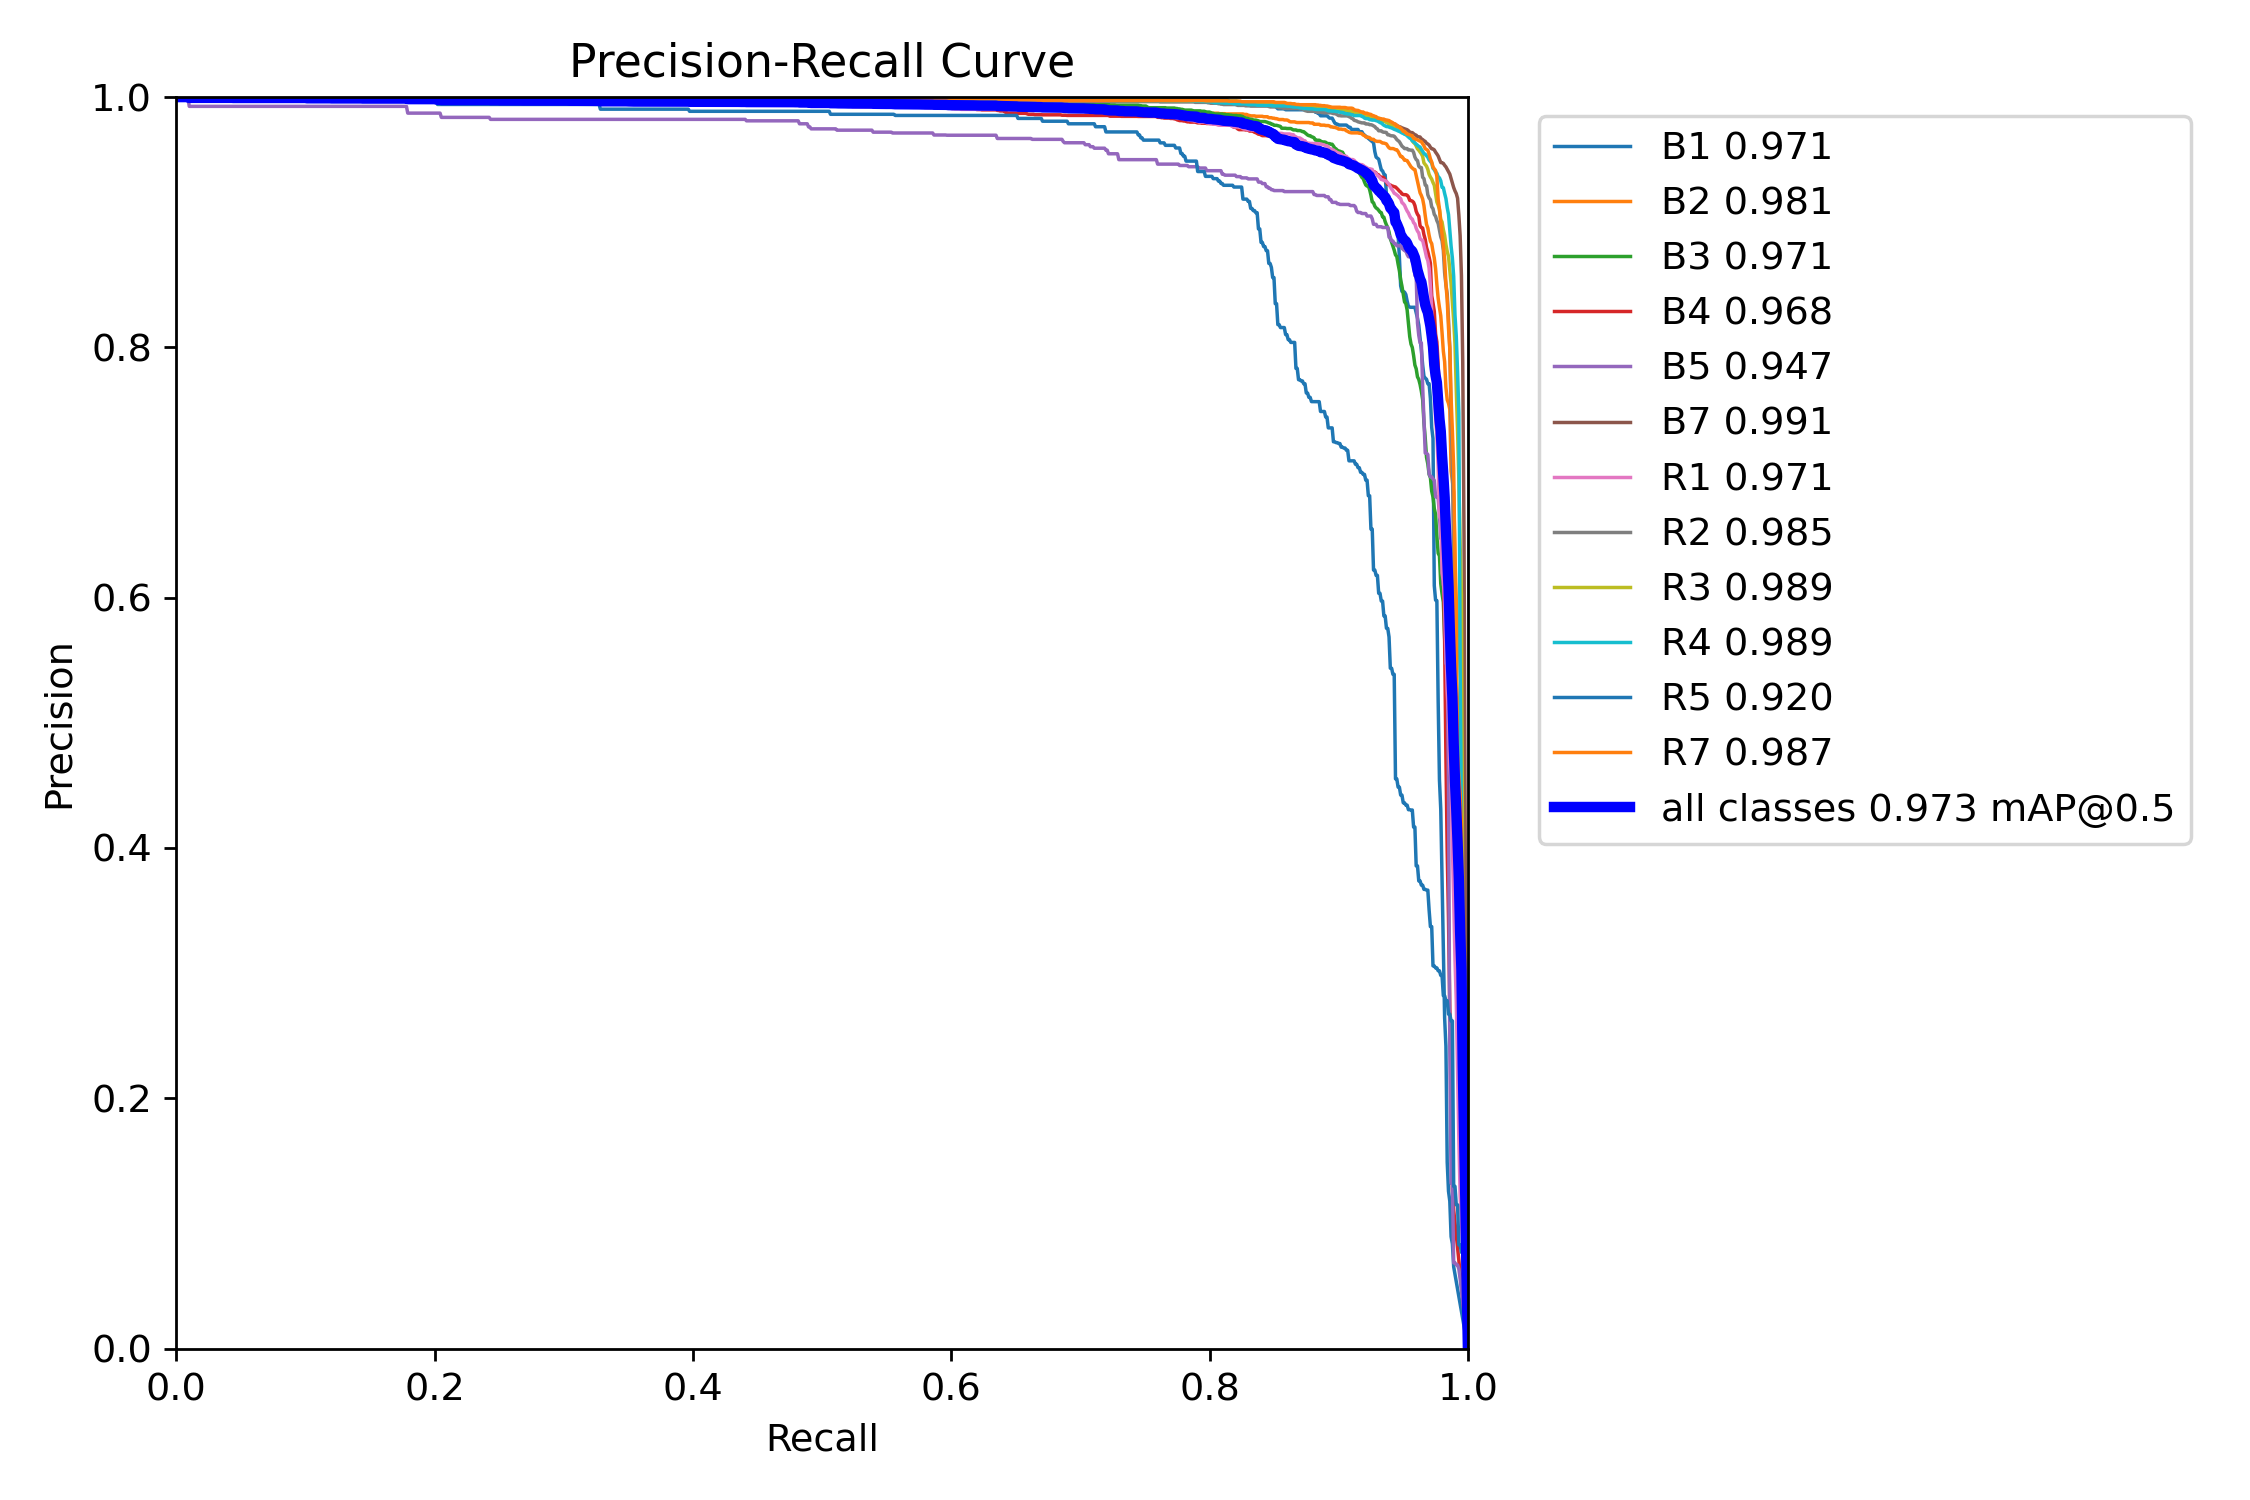 Precision-Recall Curve
1.0
0.8
0.6
0.4
0.2
0.0
Precision
0.0 0.2 0.4 0.6 0.8 1.0
Recall
B1 0.971
B2 0.981
B3 0.971
B4 0.968
B5 0.947
B7 0.991
R1 0.971
R2 0.985
R3 0.989
R4 0.989
R5 0.920
R7 0.987
all classes 0.973 mAP@0.5